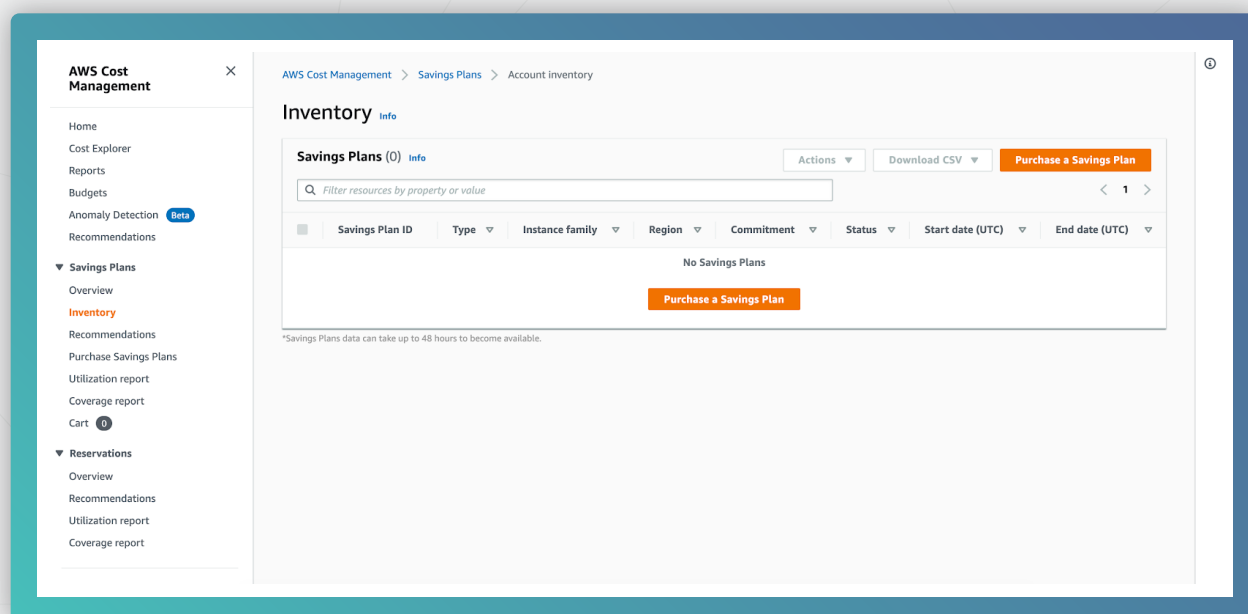 AWS Cost
Management
Home
Cost Explorer
Reports
Budgets
Anomaly Detection Beta
Recommendations
Savings Plans
Overview
Inventory
Recommendations
Purchase Savings Plans
Utilization report
Coverage report
Cart 0
Reservations
Overview
Recommendations
Utilization report
Coverage report
AWS Cost Management > Savings Plans > Account inventory
Inventory Info
Savings Plans (0) Info
Actions Download CSV Purchase a Savings Plan
Filter resources by property or value
1
Savings Plan ID Type Instance family Region Commitment Status Start date (UTC) End date (UTC)
No Savings Plans
Purchase a Savings Plan
*Savings Plans data can take up to 48 hours to become available.